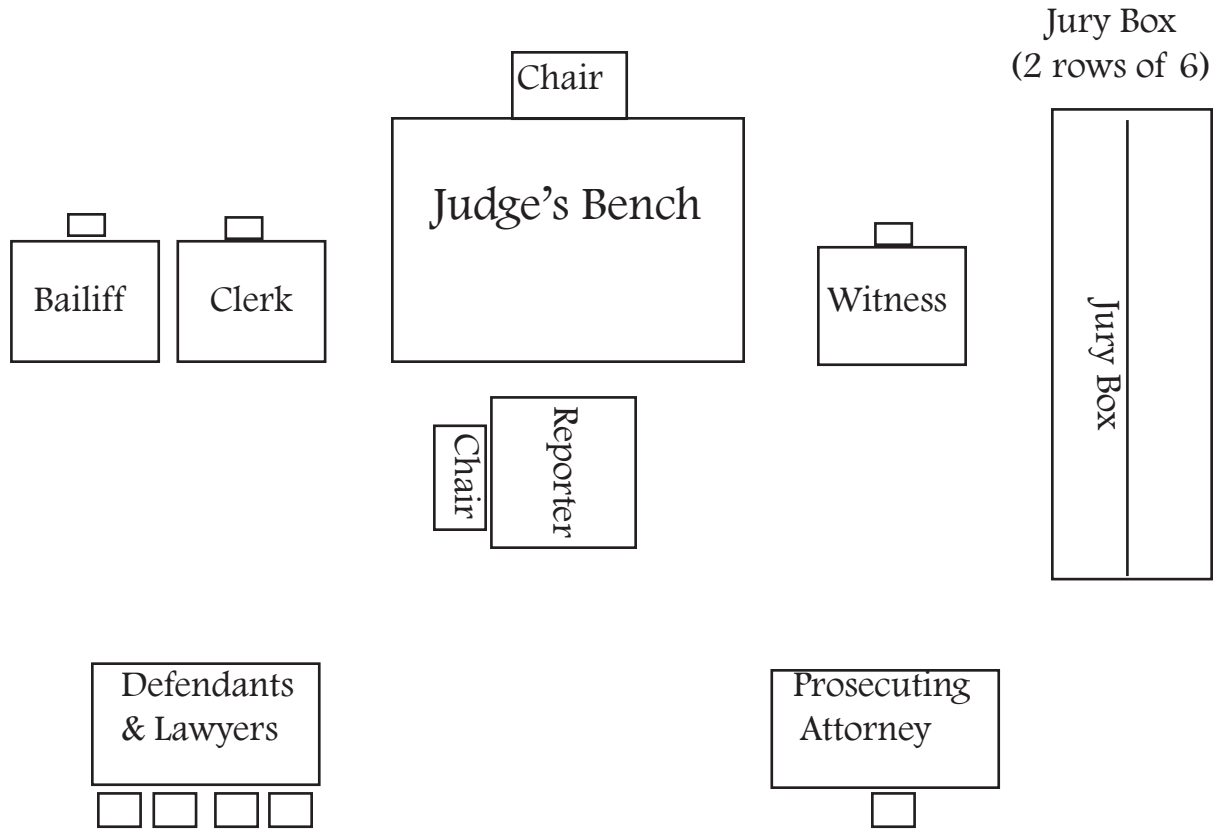 Jury Box
(2 rows of 6)
Chair
Judge's Bench
Bailiff
Clerk
Witness
Jury Box
Reporter
Chair
Defendants
& Lawyers
Prosecuting
Attorney